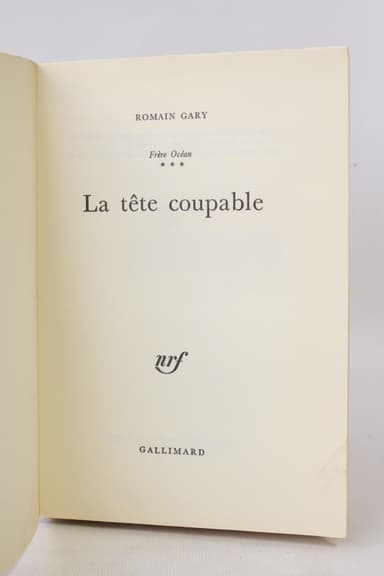 ROMAIN GARY
Frère Océan
★ ★ ★
La tête coupable
nrf
GALLIMARD